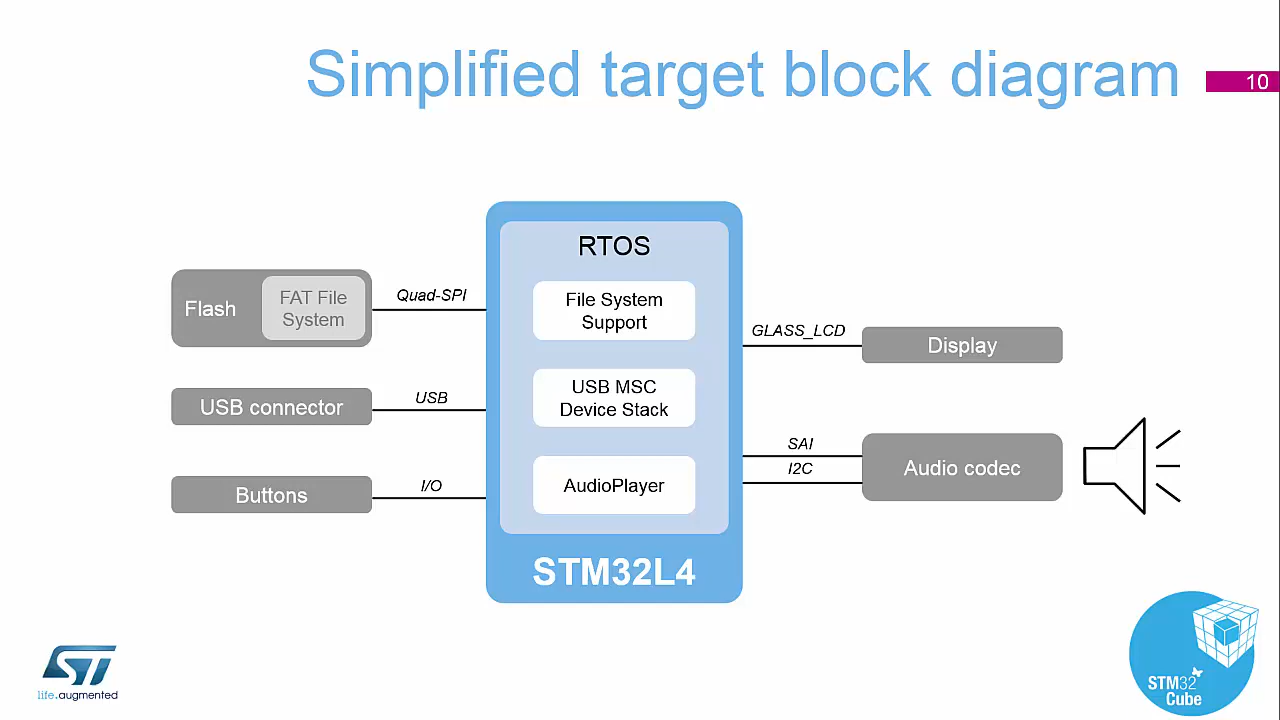 Simplified target block diagram
10
RTOS
Flash
FAT File
System
Quad-SPI
File System
Support
GLASS_LCD
Display
USB connector
USB
USB MSC
Device Stack
SAI
I2C
Audio codec
Buttons
I/O
AudioPlayer
STM32L4
ST
life.augmented
STM32
Cube